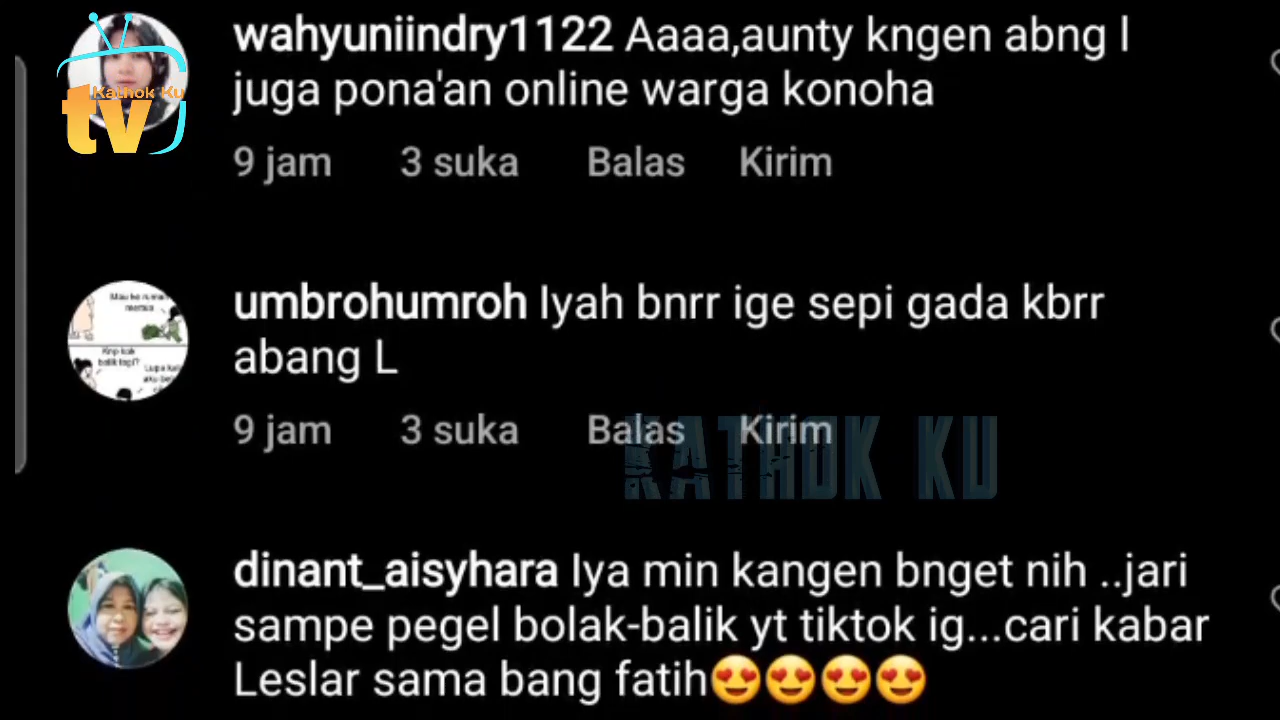 wahyuniindry1122 Aaaa,aunty kngen abng l
juga pona'an online warga konoha
9 jam 3 suka Balas Kirim
Kathok Ku
tv
umbrohumroh Iyah bnrr ige sepi gada kbrr
abang L
9 jam 3 suka Balas Kirim
KATHOK KU
dinant_aisyhara Iya min kangen bnget nih ..jari
sampe pegel bolak-balik yt tiktok ig...cari kabar
Leslar sama bang fatih😍😍😍😍